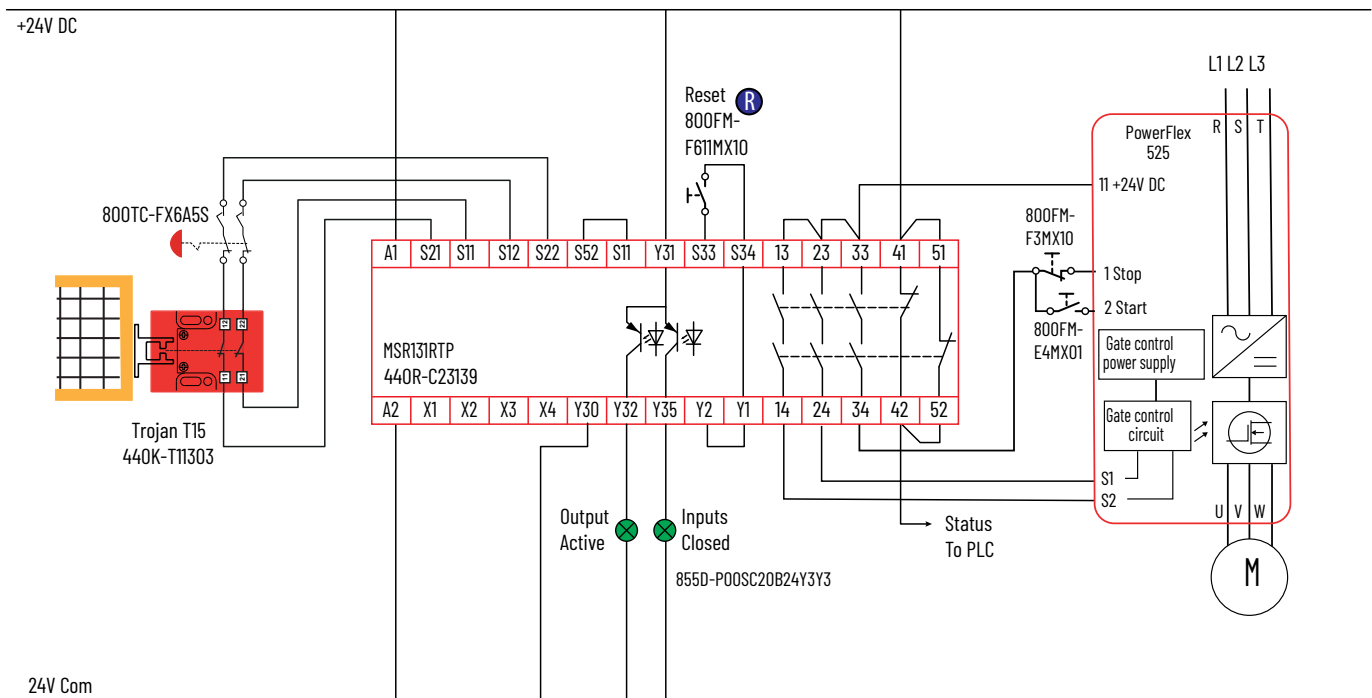 +24V DC
L1 L2 L3
Reset R
800FM-
F611MX10
PowerFlex
525
R S T
11 +24V DC
800TC-FX6A5S
800FM-
F3MX10
1 Stop
2 Start
800FM-
E4MX01
A1 S21 S11 S12 S22 S52 S11 Y31 S33 S34 13 23 33 41 51
MSR131RTP
440R-C23139
A2 X1 X2 X3 X4 Y30 Y32 Y35 Y2 Y1 14 24 34 42 52
12 22
11 21
Trojan T15
440K-T11303
Gate control
power supply
Gate control
circuit
S1
S2
U V W
M
Output
Active
Inputs
Closed
855D-P00SC20B24Y3Y3
Status
To PLC
24V Com